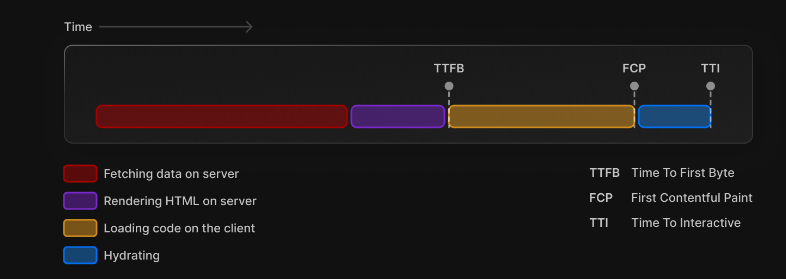 Time
TTFB
FCP
TTI
Fetching data on server
Rendering HTML on server
Loading code on the client
Hydrating
TTFB Time To First Byte
FCP First Contentful Paint
TTI Time To Interactive